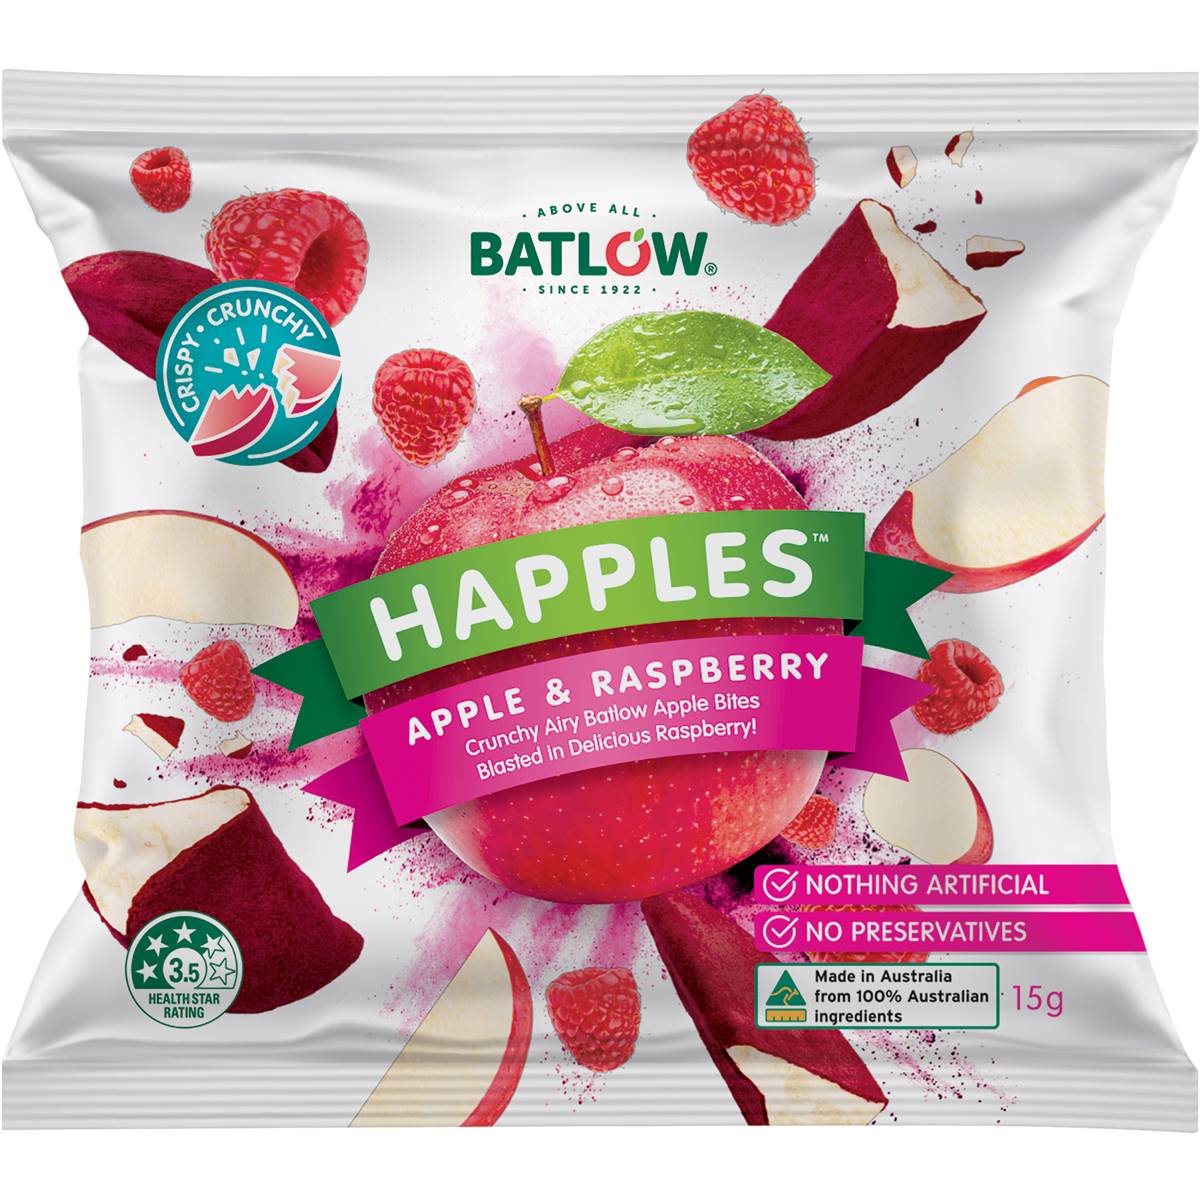 · ABOVE ALL ·
BATLOW®
· SINCE 1922 ·
CRISPY · CRUNCHY
HAPPLES™
APPLE & RASPBERRY
Crunchy Airy Batlow Apple Bites
Blasted in Delicious Raspberry!
NOTHING ARTIFICIAL
NO PRESERVATIVES
3.5
HEALTH STAR
RATING
Made in Australia
from 100% Australian
ingredients
15g